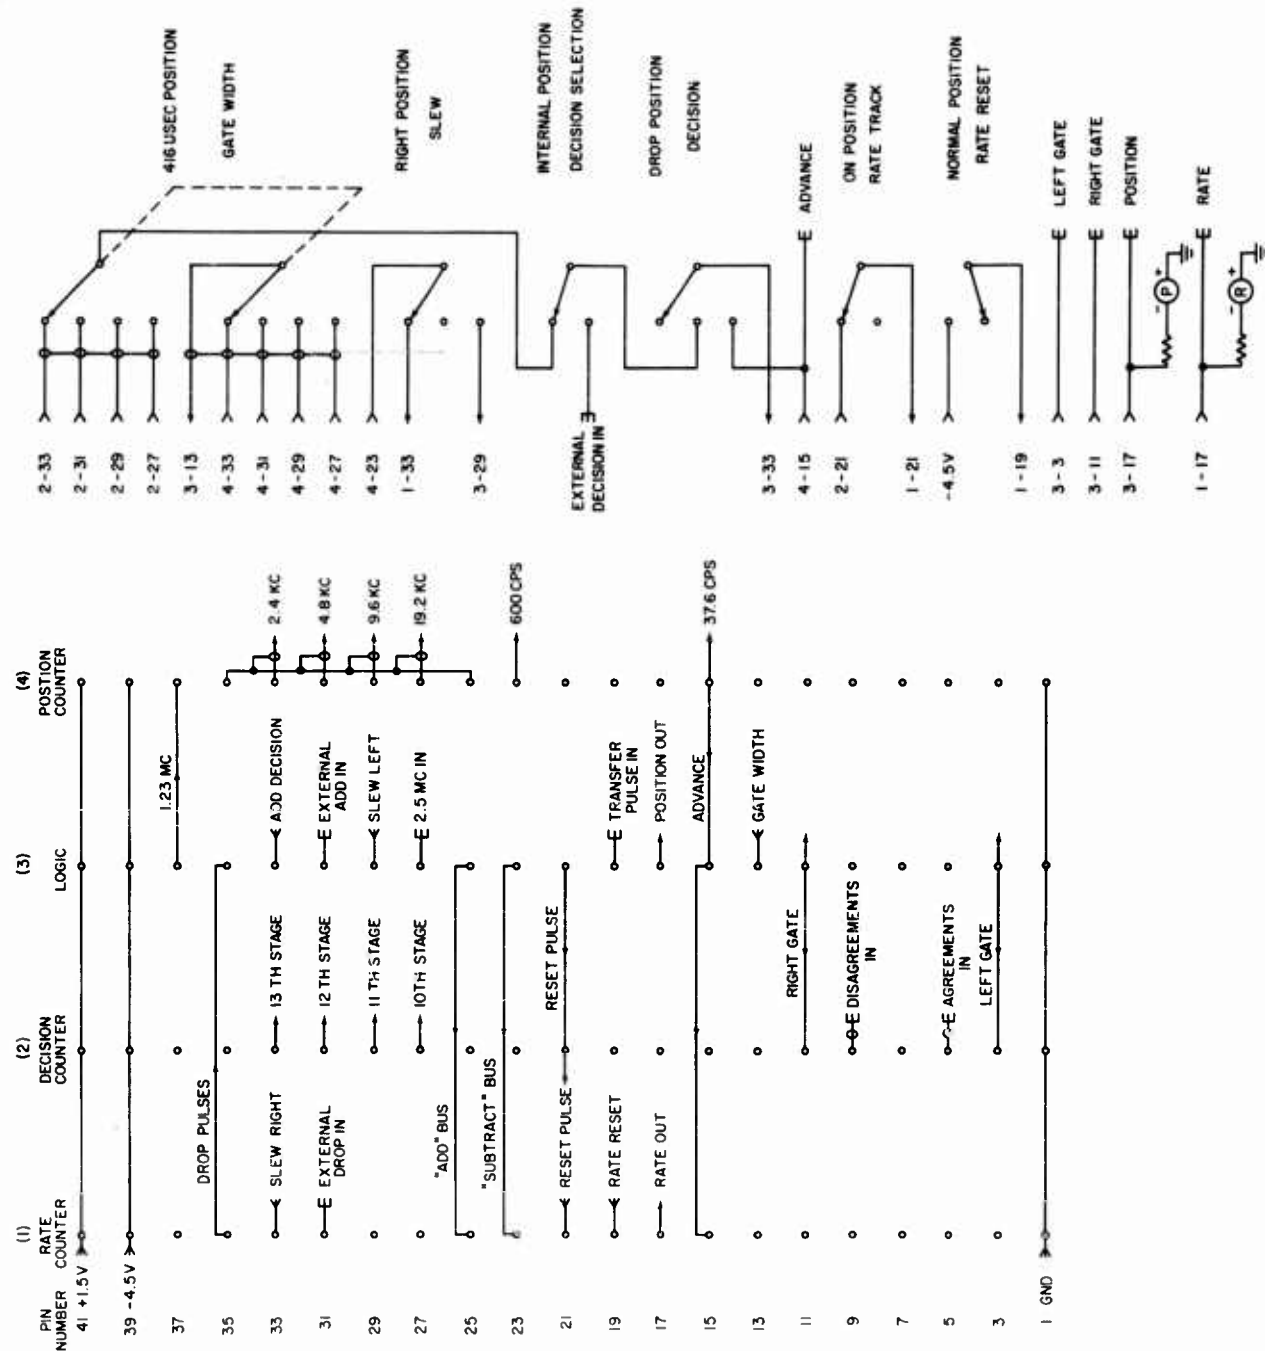 PIN NUMBER
(1) RATE COUNTER
(2) DECISION COUNTER
(3) LOGIC
(4) POSTION COUNTER
41 +1.5V
39 -4.5V
37
1.23 MC
35
DROP PULSES
33
SLEW RIGHT
13 TH STAGE
ADD DECISION
2.4 KC
31
EXTERNAL DROP IN
12TH STAGE
EXTERNAL ADD IN
4.8 KC
29
11 TH STAGE
SLEW LEFT
9.6 KC
27
10TH STAGE
2.5 MC IN
19.2 KC
25
"ADD" BUS
23
"SUBTRACT" BUS
600 CPS
21
RESET PULSE
RESET PULSE
19
RATE RESET
TRANSFER PULSE IN
17
RATE OUT
POSITION OUT
15
ADVANCE
37.6 CPS
13
GATE WIDTH
11
RIGHT GATE
9
DISAGREEMENTS IN
7
5
AGREEMENTS IN
3
LEFT GATE
1 GND
2-33
2-31
2-29
2-27
416 USEC POSITION
GATE WIDTH
3-13
4-33
4-31
4-29
4-27
4-23
1-33
3-29
RIGHT POSITION
SLEW
EXTERNAL
DECISION IN
INTERNAL POSITION
DECISION SELECTION
DROP POSITION
DECISION
3-33
4-15
ADVANCE
2-21
1-21
ON POSITION
RATE TRACK
-4.5V
1-19
NORMAL POSITION
RATE RESET
3-3
LEFT GATE
3-11
RIGHT GATE
3-17
POSITION
- P +
1-17
RATE
- R +